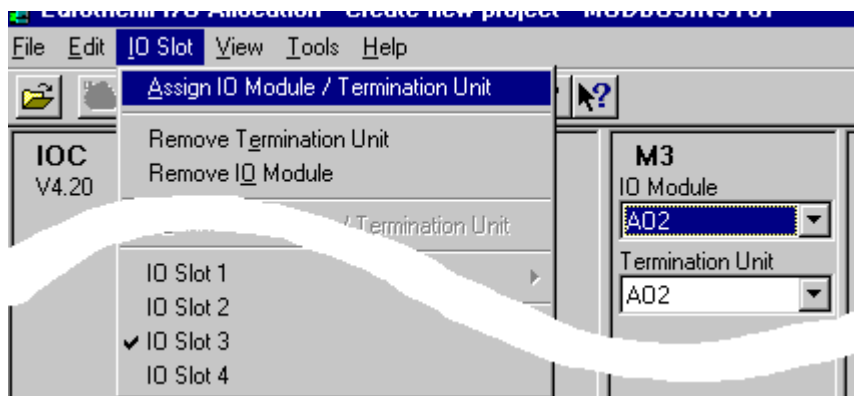 File Edit IO Slot View Tools Help
Assign IO Module / Termination Unit
Remove Termination Unit
Remove IO Module
/ Termination Unit
IO Slot 1
IO Slot 2
IO Slot 3
IO Slot 4
IOC
V4.20
M3
IO Module
AO2
Termination Unit
AO2